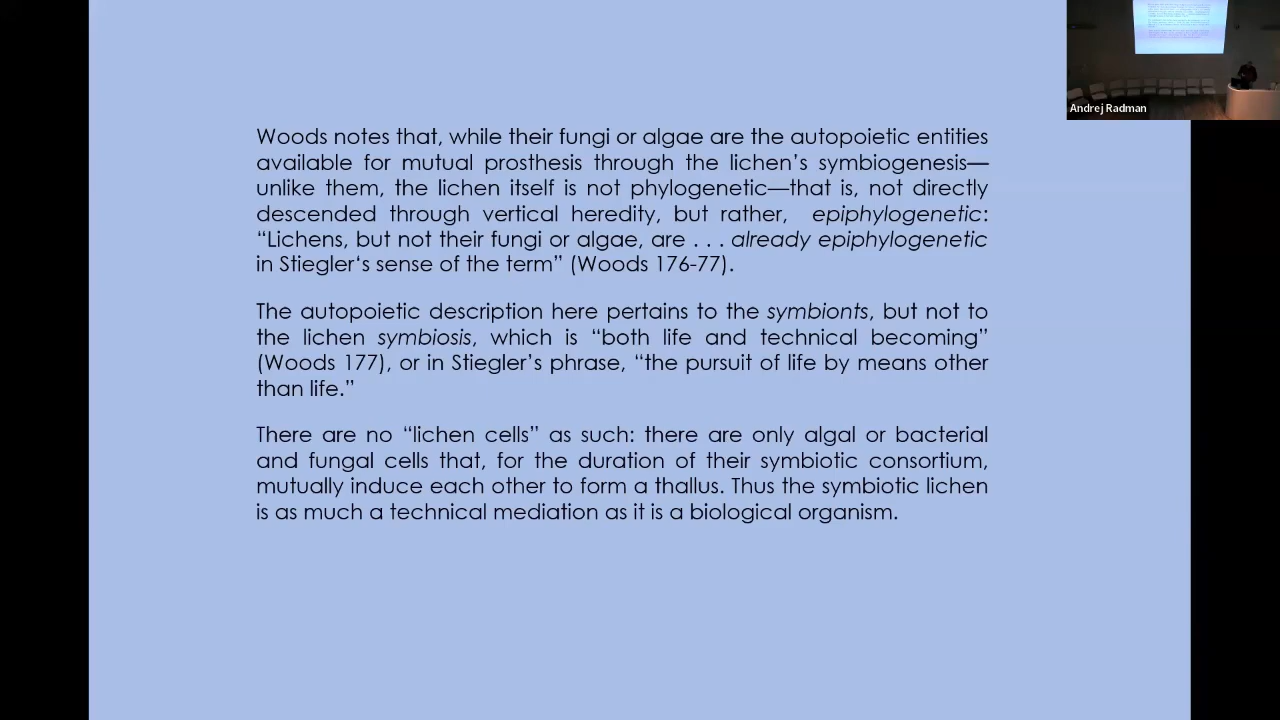 Andrej Radman
Woods notes that, while their fungi or algae are the autopoietic entities
available for mutual prosthesis through the lichen’s symbiogenesis—
unlike them, the lichen itself is not phylogenetic—that is, not directly
descended through vertical heredity, but rather, epiphylogenetic:
“Lichens, but not their fungi or algae, are . . . already epiphylogenetic
in Stiegler‘s sense of the term” (Woods 176-77).
The autopoietic description here pertains to the symbionts, but not to
the lichen symbiosis, which is “both life and technical becoming”
(Woods 177), or in Stiegler’s phrase, “the pursuit of life by means other
than life.”
There are no “lichen cells” as such: there are only algal or bacterial
and fungal cells that, for the duration of their symbiotic consortium,
mutually induce each other to form a thallus. Thus the symbiotic lichen
is as much a technical mediation as it is a biological organism.